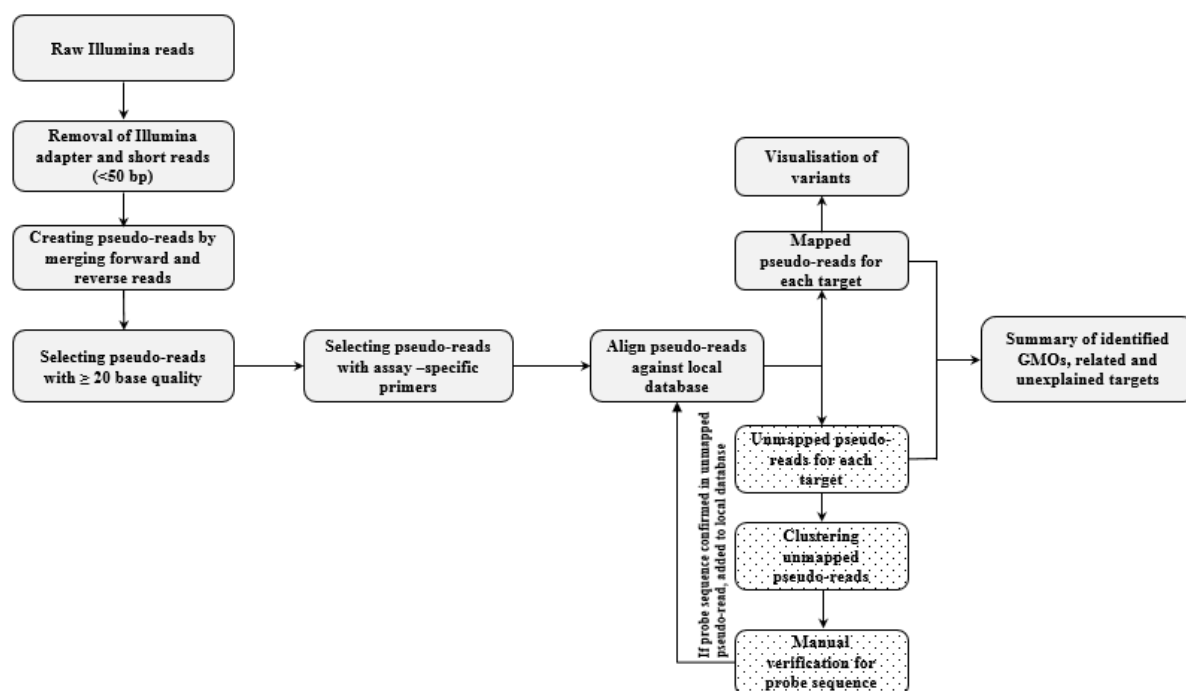 Raw Illumina reads
Removal of Illumina
adapter and short reads
(<50 bp)
Creating pseudo-reads by
merging forward and
reverse reads
Selecting pseudo-reads
with ≥ 20 base quality
Selecting pseudo-reads
with assay –specific
primers
Align pseudo-reads
against local
database
Visualisation of
variants
Mapped
pseudo-reads for
each target
Unmapped pseudo-
reads for each
target
Clustering
unmapped
pseudo-reads
Manual
verification for
probe sequence
If probe sequence confirmed in unmapped
pseudo-read, added to local database
Summary of identified
GMOs, related and
unexplained targets